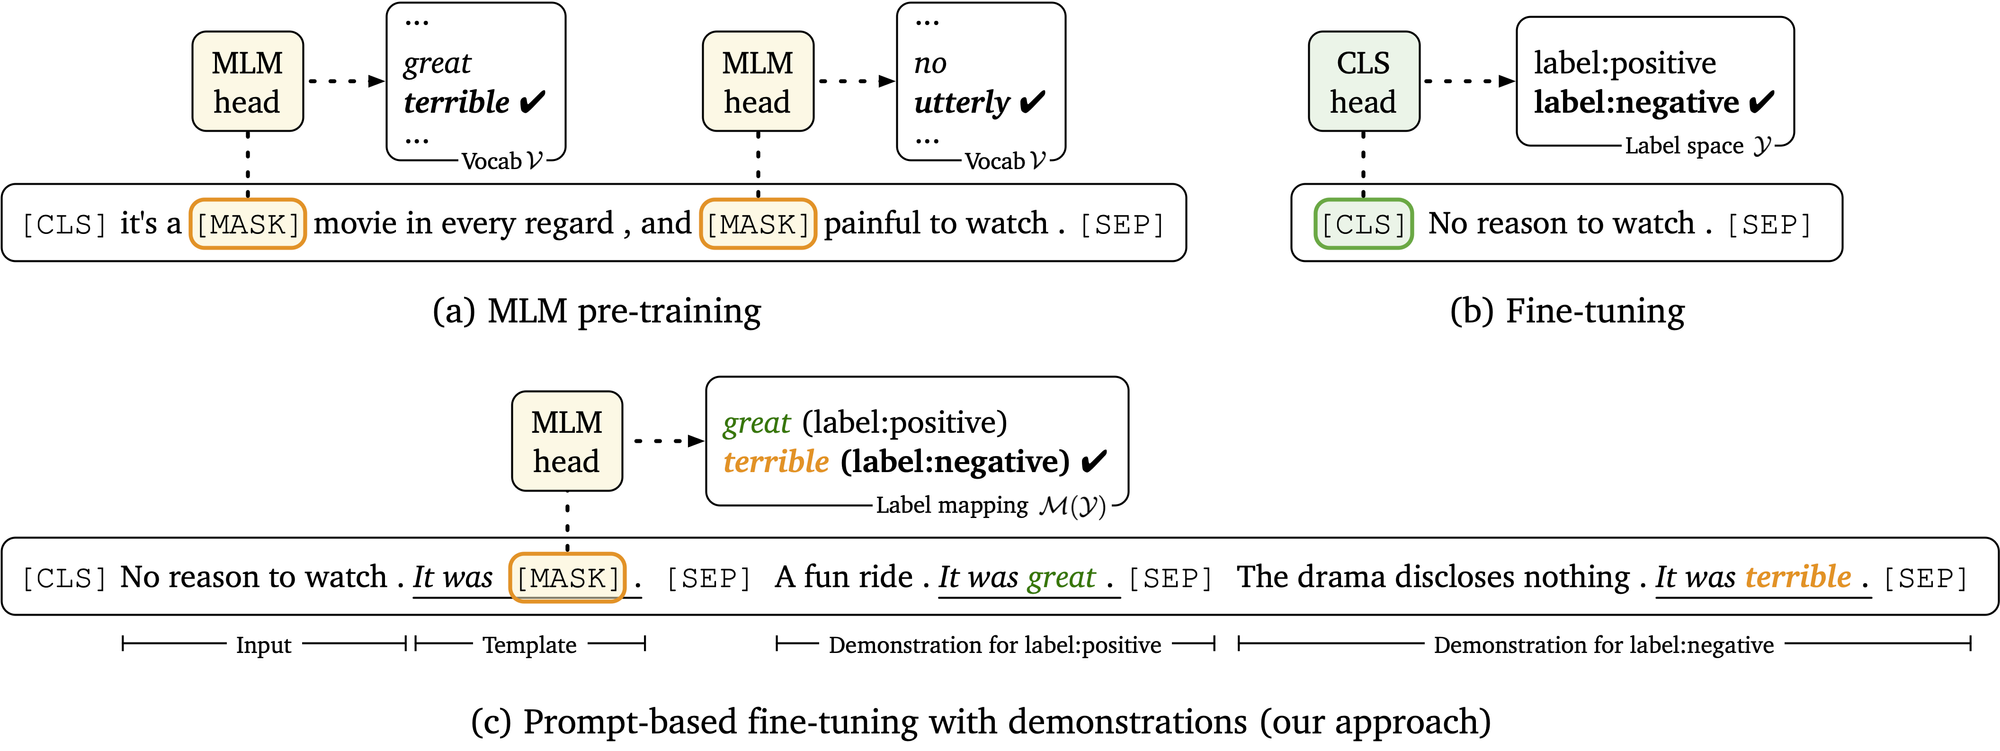 MLM
head
...
great
terrible ✔
...
Vocab 𝒱
MLM
head
...
no
utterly ✔
...
Vocab 𝒱
[CLS] it's a [MASK] movie in every regard , and [MASK] painful to watch . [SEP]
(a) MLM pre-training
CLS
head
label:positive
label:negative ✔
Label space 𝒴
[CLS] No reason to watch . [SEP]
(b) Fine-tuning
MLM
head
great (label:positive)
terrible (label:negative) ✔
Label mapping ℳ(𝒴)
[CLS] No reason to watch . It was [MASK] . [SEP] A fun ride . It was great . [SEP] The drama discloses nothing . It was terrible . [SEP]
Input Template Demonstration for label:positive Demonstration for label:negative
(c) Prompt-based fine-tuning with demonstrations (our approach)